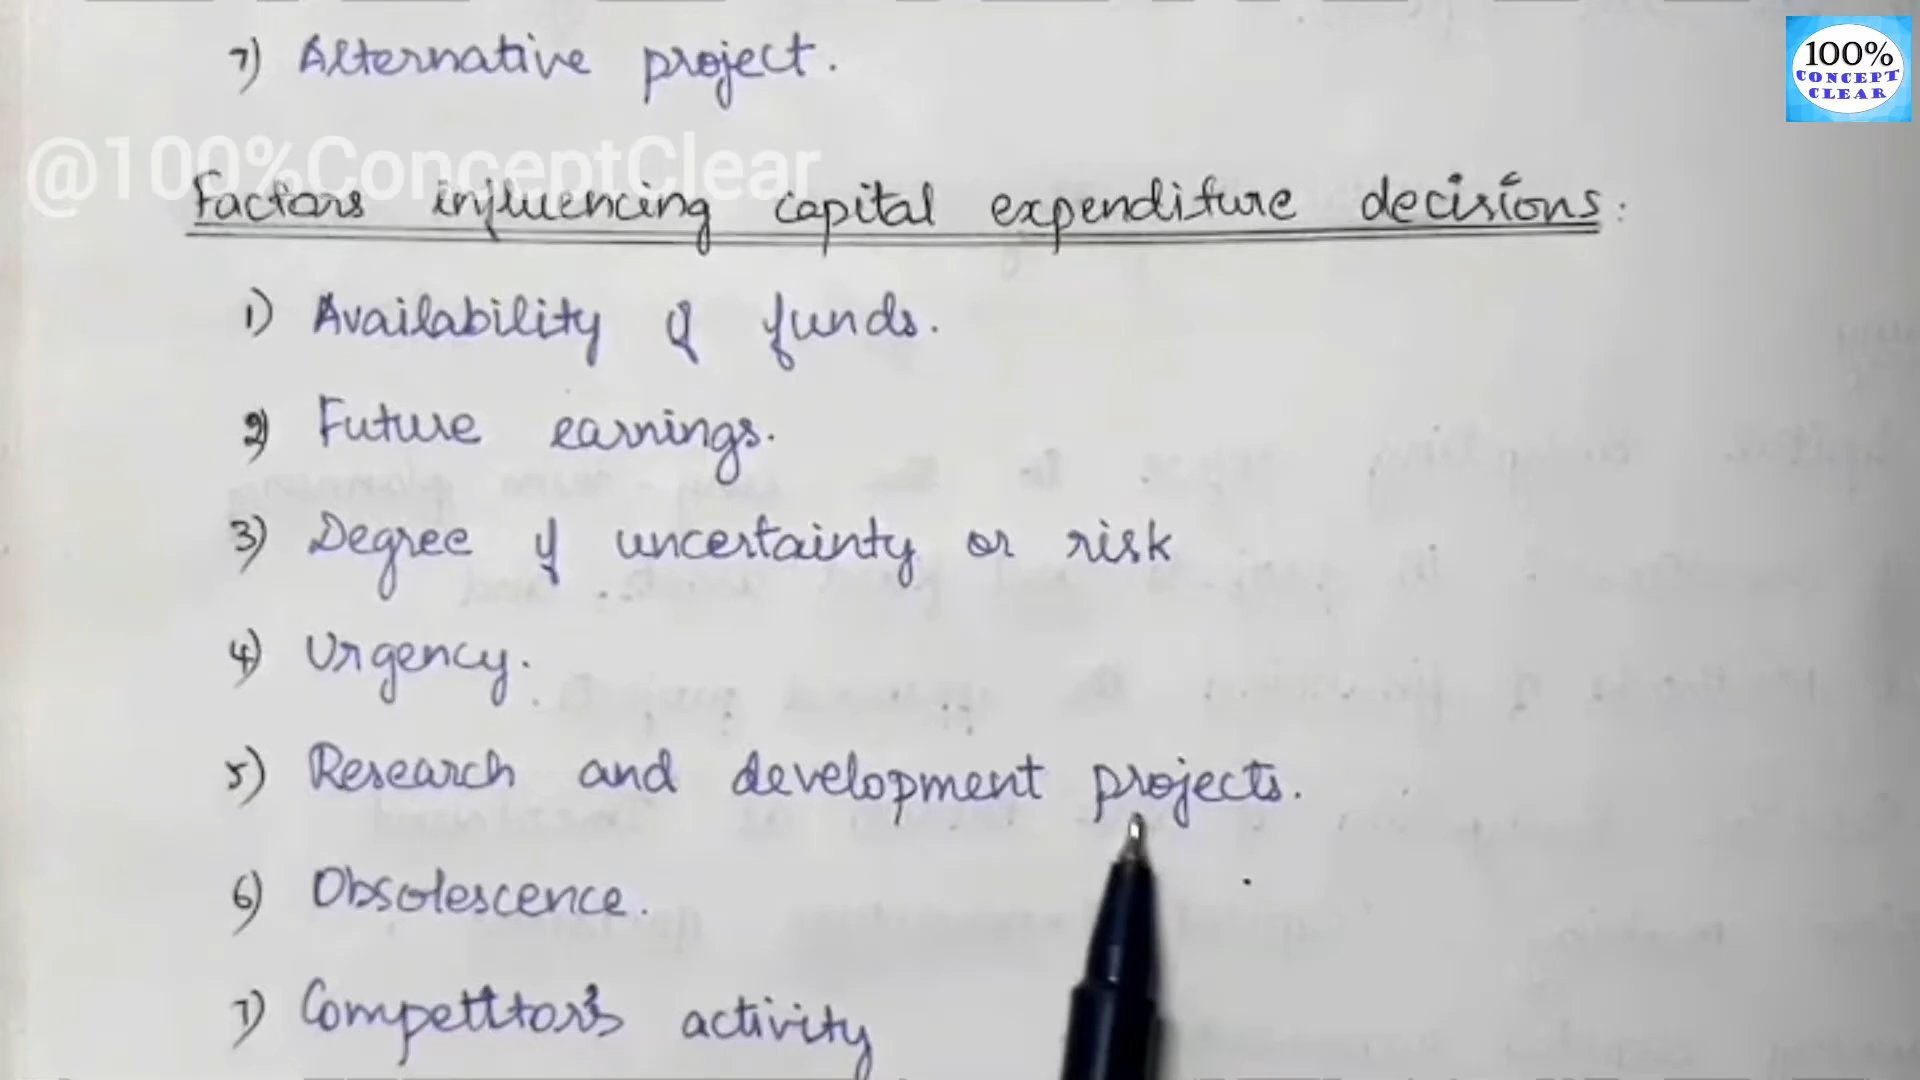 7) Alternative project.
100%
CONCEPT
CLEAR
@100%ConceptClear
Factors influencing capital expenditure decisions:
1) Availability of funds.
2) Future earnings.
3) Degree of uncertainty or risk
4) Urgency.
5) Research and development projects.
6) Obsolescence.
7) Competitor's activity